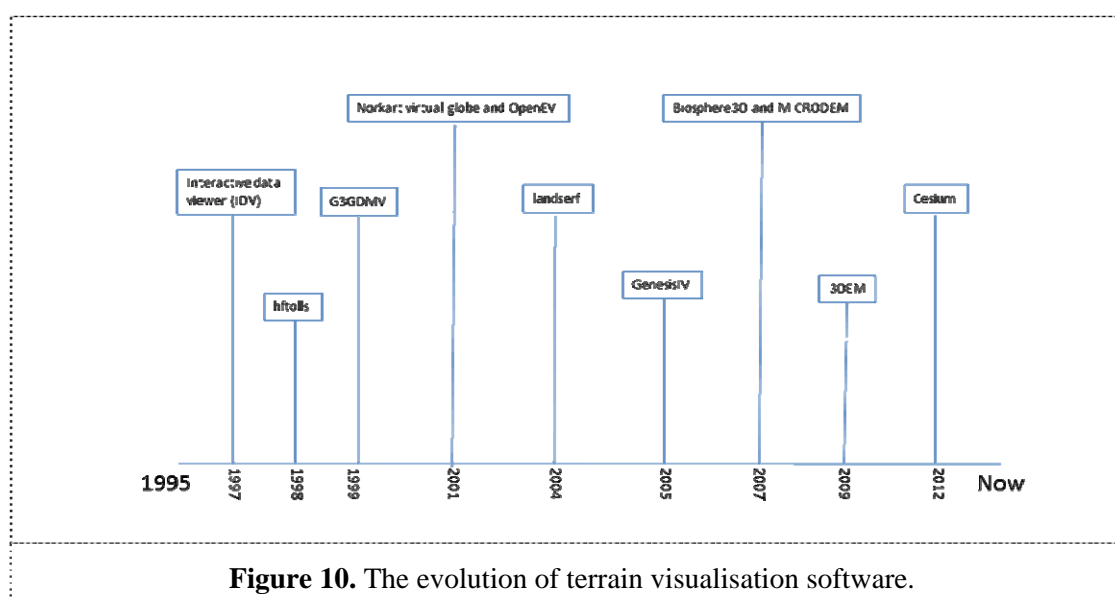 Norkart virtual globe and OpenEV
Biosphere3D and M CRODEM
Interactive data
viewer (IDV)
G3GDMV
landserf
Cesium
GenesisIV
3DEM
hftolls
1995
1997
1998
1999
2001
2004
2005
2007
2009
2012
Now
Figure 10. The evolution of terrain visualisation software.